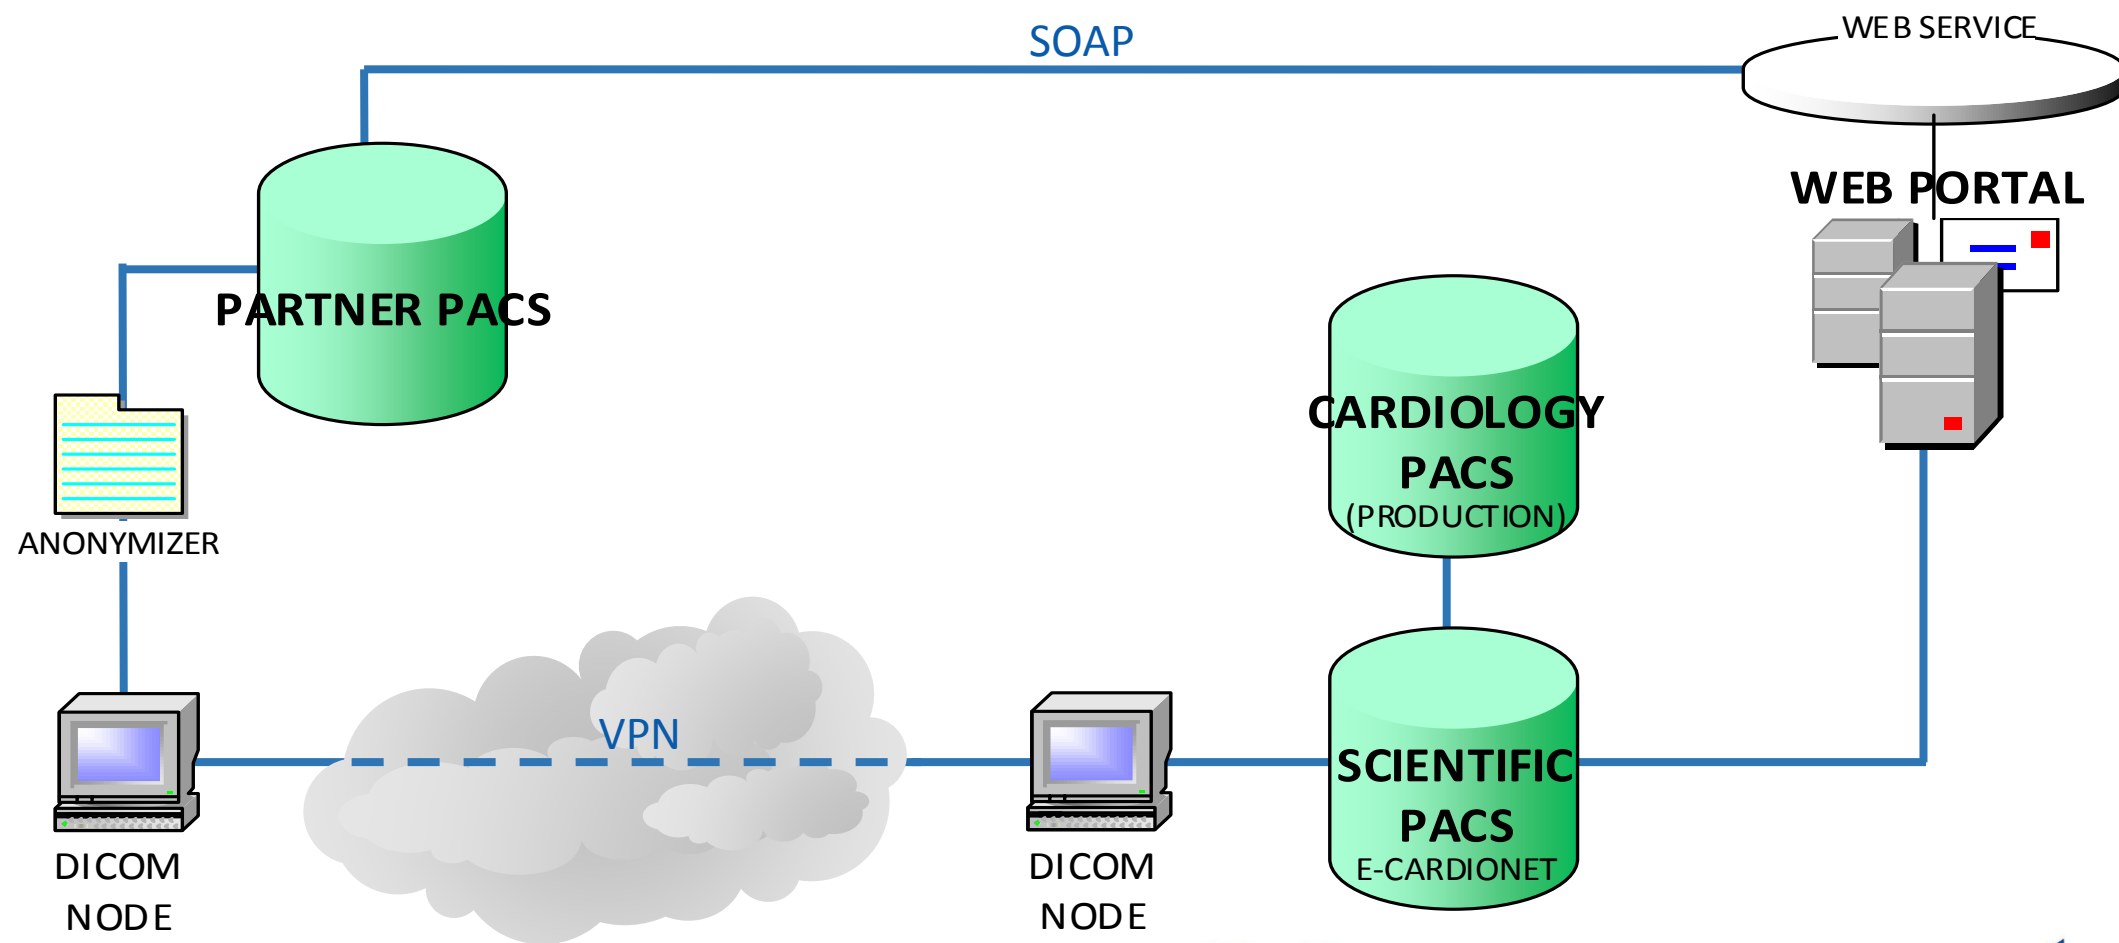 WEB SERVICE
SOAP
WEB PORTAL
PARTNER PACS
CARDIOLOGY
PACS
(PRODUCTION)
ANONYMIZER
VPN
SCIENTIFIC
PACS
E-CARDIONET
DICOM
NODE
DICOM
NODE